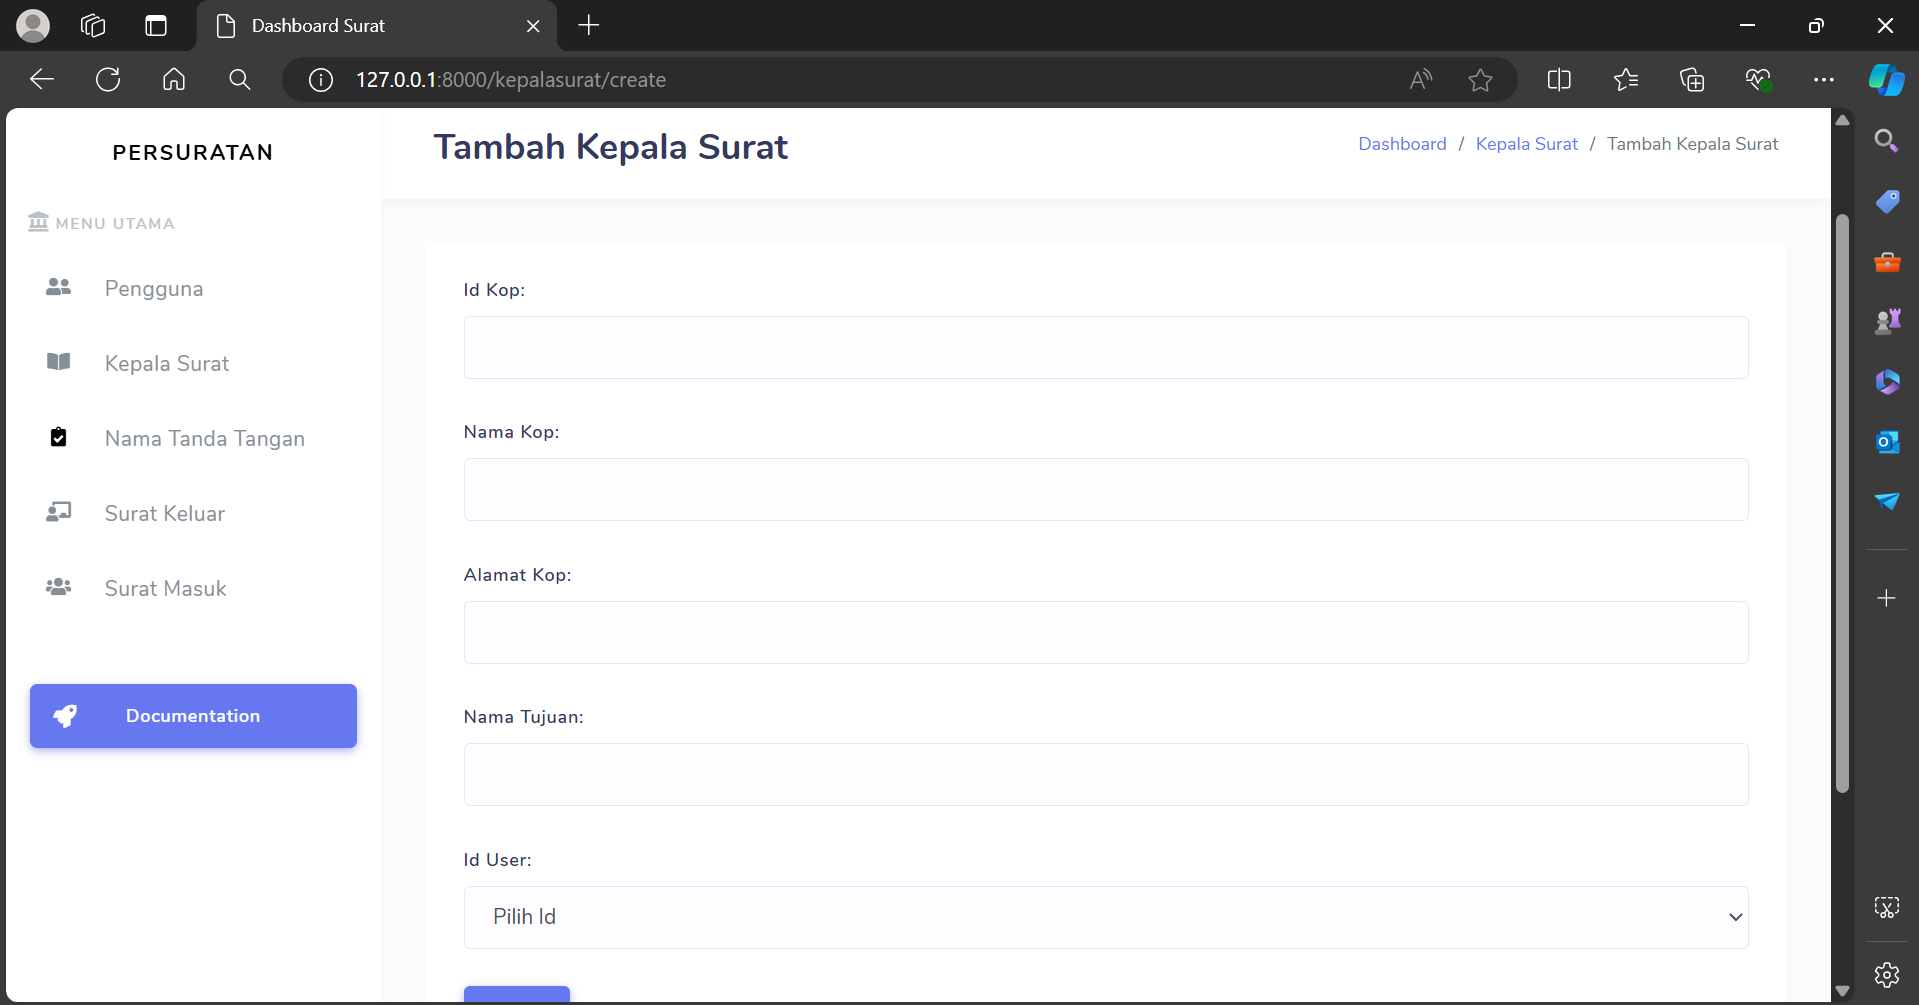 Dashboard Surat
127.0.0.1:8000/kepalasurat/create
PERSURATAN
MENU UTAMA
Pengguna
Kepala Surat
Nama Tanda Tangan
Surat Keluar
Surat Masuk
Documentation
Tambah Kepala Surat
Dashboard / Kepala Surat / Tambah Kepala Surat
Id Kop:
Nama Kop:
Alamat Kop:
Nama Tujuan:
Id User:
Pilih Id